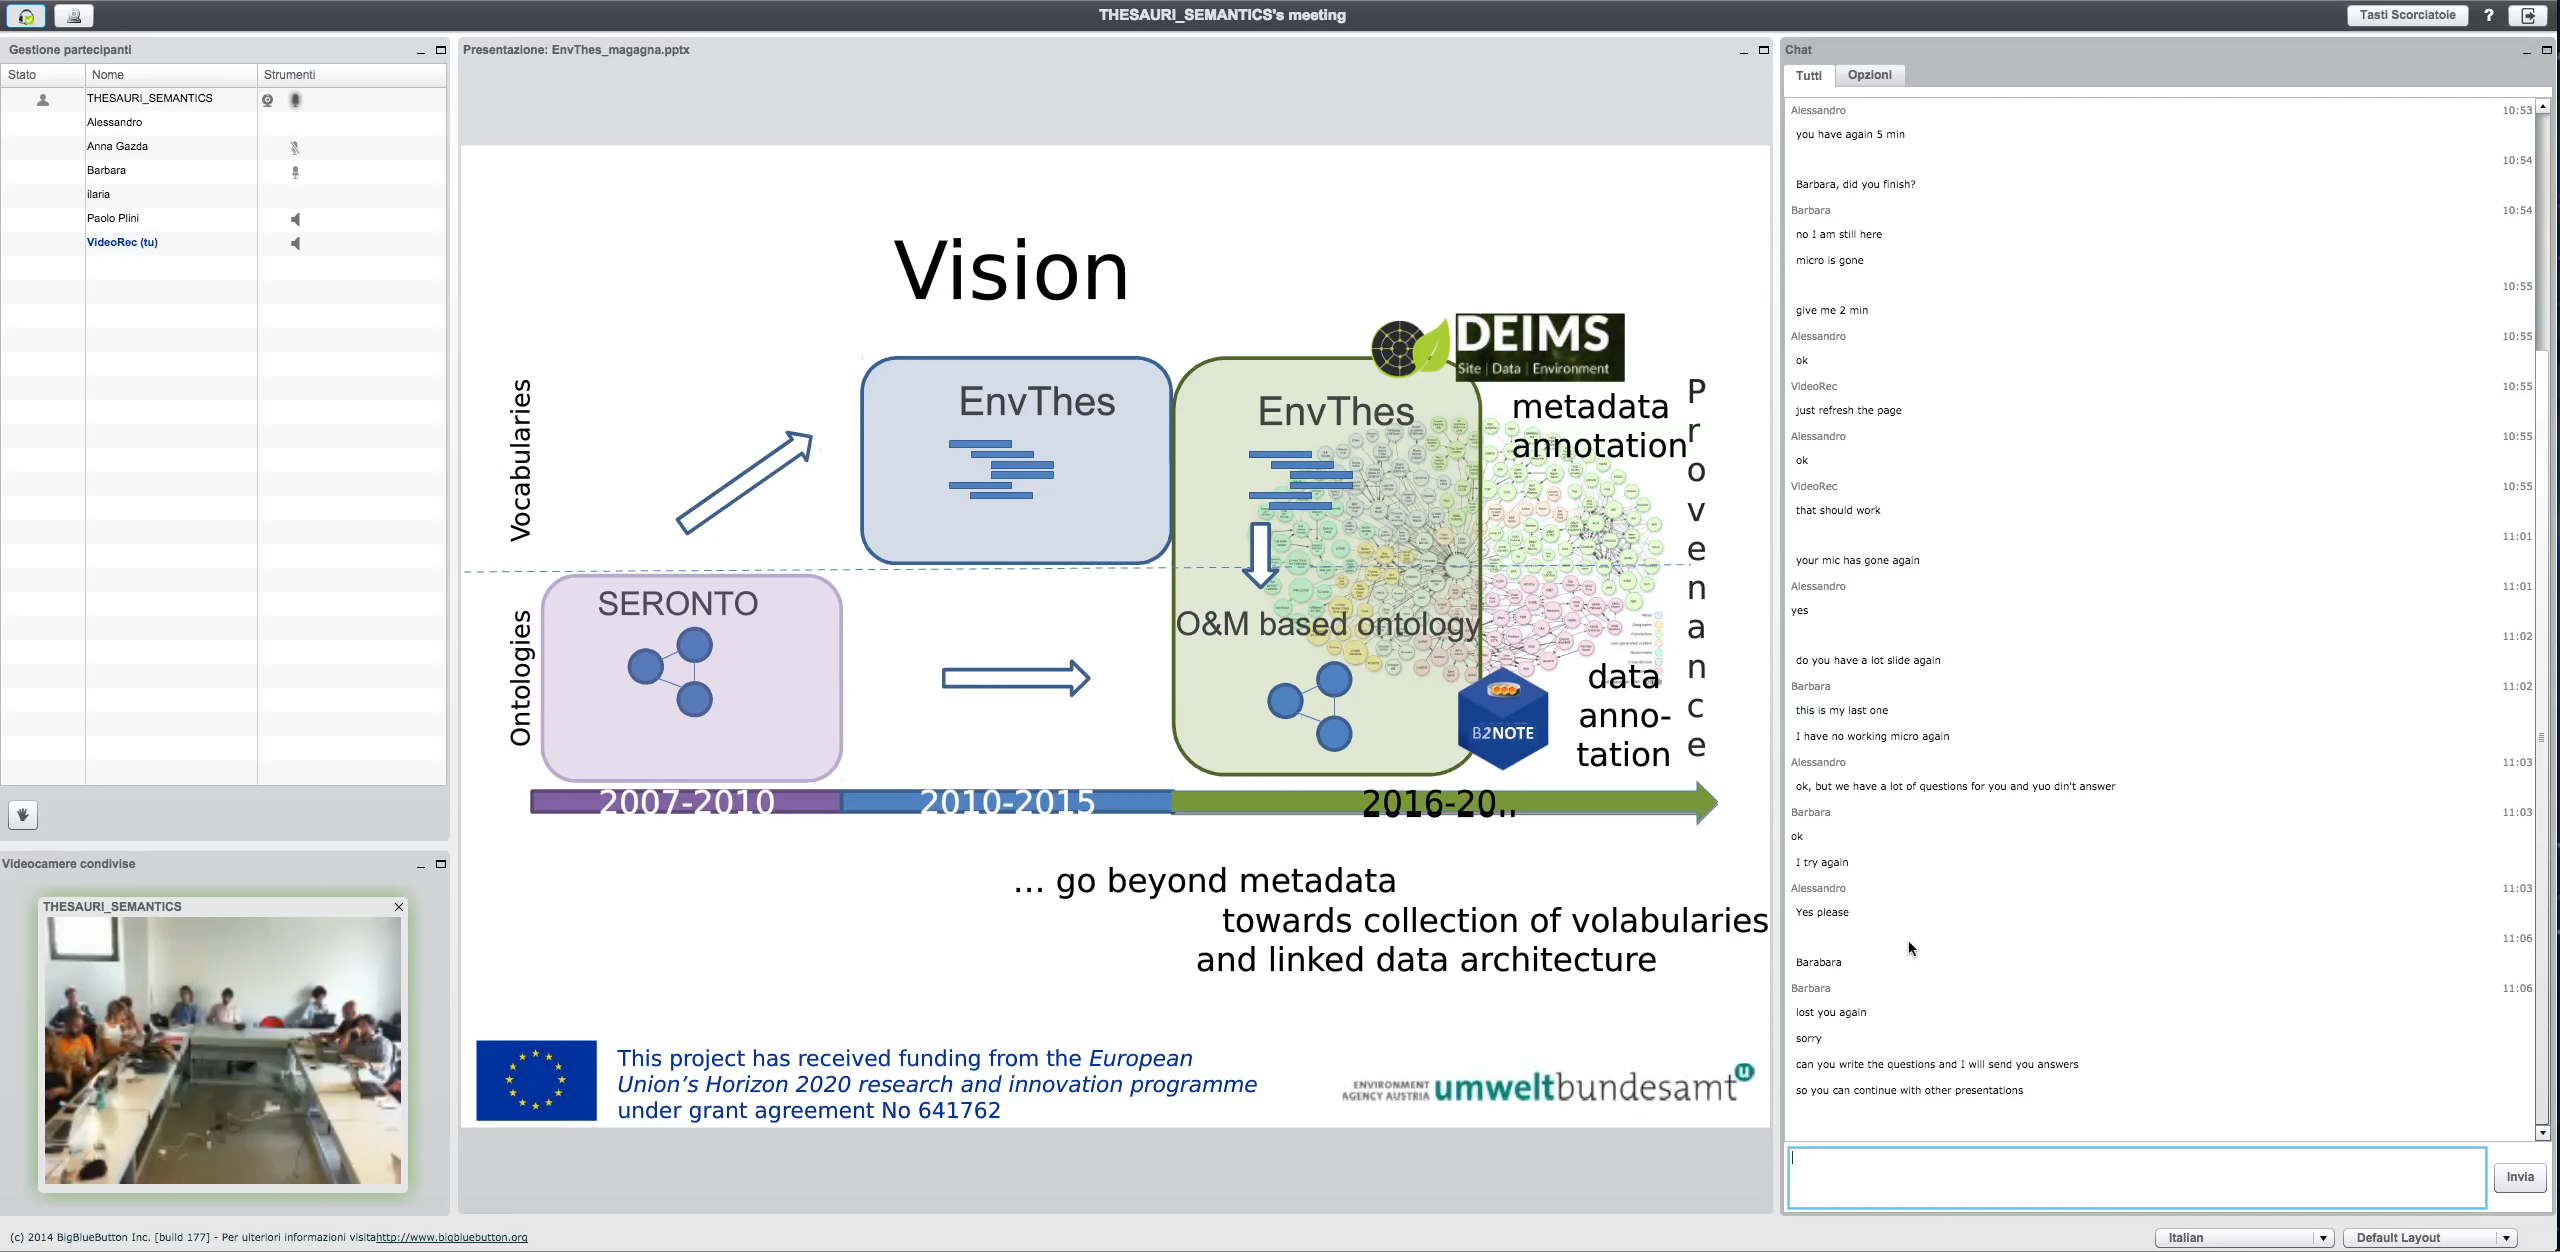 THESAURI_SEMANTICS's meeting
Tasti Scorciatoie
?
Gestione partecipanti
Stato Nome Strumenti
THESAURI_SEMANTICS
Alessandro
Anna Gazda
Barbara
ilaria
Paolo Plini
VideoRec (tu)
Videocamere condivise
THESAURI_SEMANTICS
Presentazione: EnvThes_magagna.pptx
Vision
Vocabularies
Ontologies
EnvThes
EnvThes
DEIMS
Site | Data | Environment
metadata
annotation
Provenance
SERONTO
O&M based ontology
B2NOTE
data
anno-
tation
2007-2010
2010-2015
2016-20..
... go beyond metadata
towards collection of volabularies
and linked data architecture
This project has received funding from the European
Union’s Horizon 2020 research and innovation programme
under grant agreement No 641762
ENVIRONMENT
AGENCY AUSTRIA
umweltbundesamt
u
Chat
Tutti Opzioni
Alessandro 10:53
you have again 5 min
10:54
Barbara, did you finish?
Barbara 10:54
no I am still here
micro is gone
10:55
give me 2 min
Alessandro 10:55
ok
VideoRec 10:55
just refresh the page
Alessandro 10:55
ok
VideoRec 10:55
that should work
11:01
your mic has gone again
Alessandro 11:01
yes
11:02
do you have a lot slide again
Barbara 11:02
this is my last one
I have no working micro again
Alessandro 11:03
ok, but we have a lot of questions for you and yuo din't answer
Barbara 11:03
ok
I try again
Alessandro 11:03
Yes please
11:06
Barabara
Barbara 11:06
lost you again
sorry
can you write the questions and I will send you answers
so you can continue with other presentations
Invia
(c) 2014 BigBlueButton Inc. [build 177] - Per ulteriori informazioni visitahttp://www.bigbluebutton.org
Italian
Default Layout